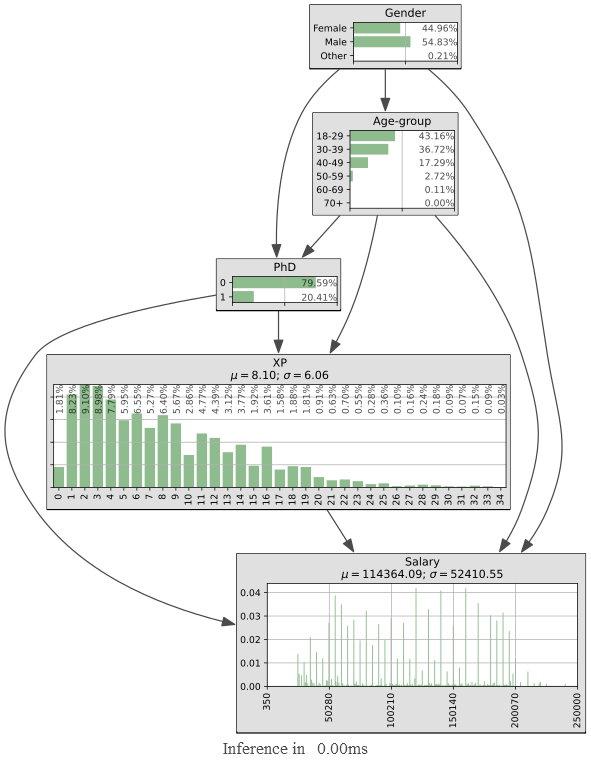 Gender
Female 44.96%
Male 54.83%
Other 0.21%
Age-group
18-29 43.16%
30-39 36.72%
40-49 17.29%
50-59 2.72%
60-69 0.11%
70+ 0.00%
PhD
0 79.59%
1 20.41%
XP
μ = 8.10; σ = 6.06
1.81% 8.23% 9.10% 8.98% 7.79% 5.95% 6.55% 5.27% 6.40% 5.67% 2.86% 4.77% 4.39% 3.12% 3.77% 1.92% 3.61% 1.58% 1.88% 1.81% 0.91% 0.63% 0.70% 0.55% 0.28% 0.36% 0.10% 0.16% 0.24% 0.18% 0.09% 0.07% 0.15% 0.09% 0.03%
0 1 2 3 4 5 6 7 8 9 10 11 12 13 14 15 16 17 18 19 20 21 22 23 24 25 26 27 28 29 30 31 32 33 34
Salary
μ = 114364.09; σ = 52410.55
0.04
0.03
0.02
0.01
0.00
350 50280 100210 150140 200070 250000
Inference in 0.00ms